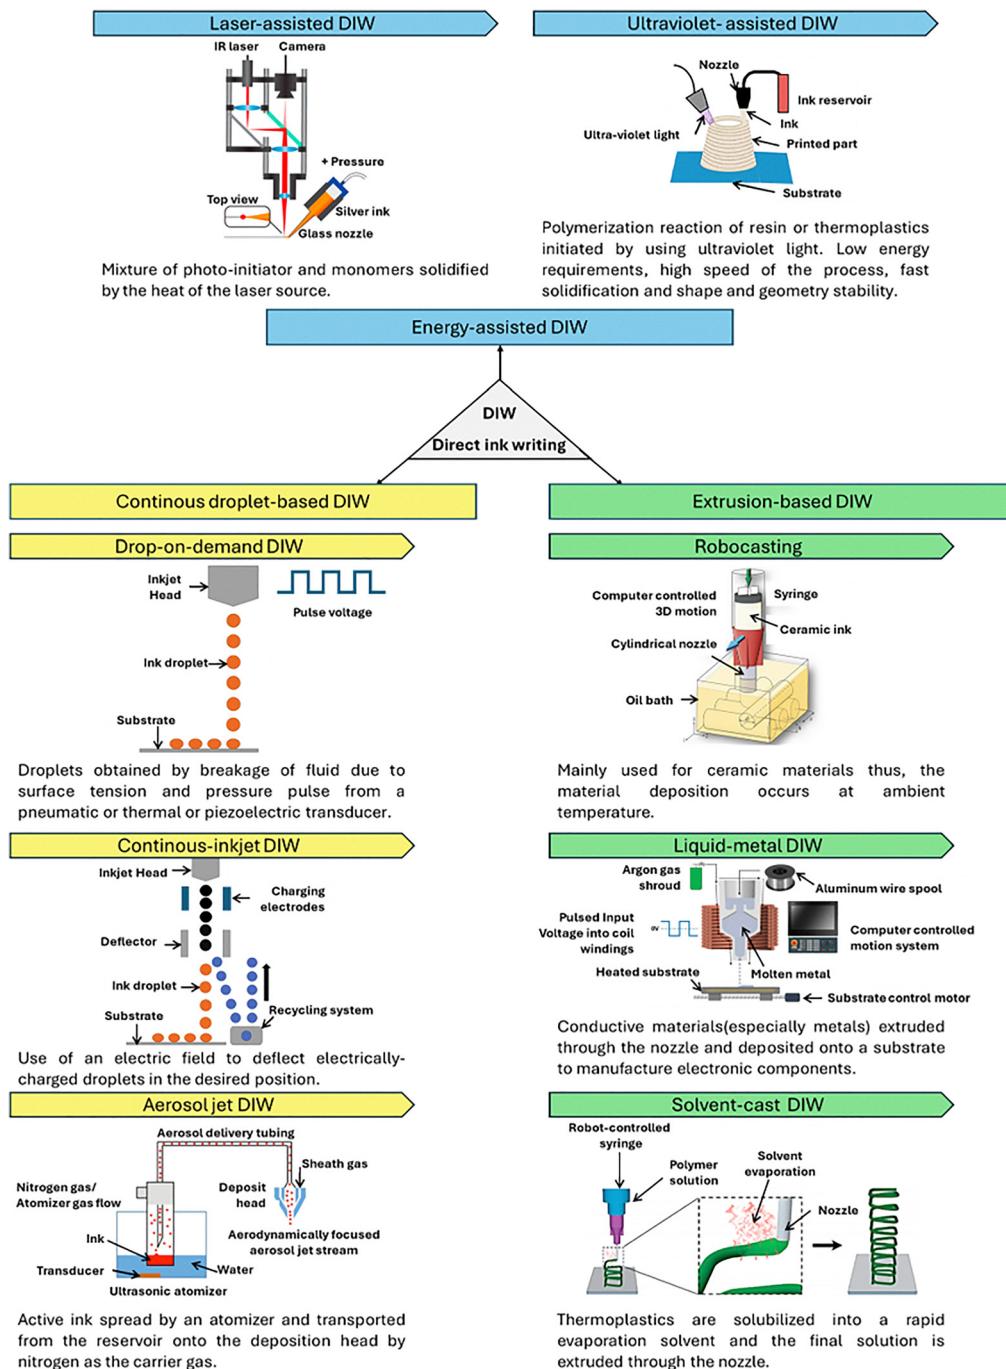 Laser-assisted DIW
IR laser
Camera
+ Pressure
Top view
Silver ink
Glass nozzle
Mixture of photo-initiator and monomers solidified
by the heat of the laser source.
Ultraviolet- assisted DIW
Nozzle
Ink reservoir
Ink
Ultra-violet light
Printed part
Substrate
Polymerization reaction of resin or thermoplastics
initiated by using ultraviolet light. Low energy
requirements, high speed of the process, fast
solidification and shape and geometry stability.
Energy-assisted DIW
DIW
Direct ink writing
Continous droplet-based DIW
Drop-on-demand DIW
Inkjet
Head
Pulse voltage
Ink droplet
Substrate
Droplets obtained by breakage of fluid due to
surface tension and pressure pulse from a
pneumatic or thermal or piezoelectric transducer.
Continous-inkjet DIW
Inkjet Head
Charging
electrodes
Deflector
Ink droplet
Recycling system
Substrate
Use of an electric field to deflect electrically-
charged droplets in the desired position.
Aerosol jet DIW
Aerosol delivery tubing
Sheath gas
Nitrogen gas/
Atomizer gas flow
Deposit
head
Aerodynamically focused
aerosol jet stream
Ink
Transducer
Water
Ultrasonic atomizer
Active ink spread by an atomizer and transported
from the reservoir onto the deposition head by
nitrogen as the carrier gas.
Extrusion-based DIW
Robocasting
Computer controlled
3D motion
Syringe
Ceramic ink
Cylindrical nozzle
Oil bath
Mainly used for ceramic materials thus, the
material deposition occurs at ambient
temperature.
Liquid-metal DIW
Argon gas
shroud
Aluminum wire spool
Pulsed Input
Voltage into coil
windings
0V
Computer controlled
motion system
Heated substrate
Molten metal
Substrate control motor
Conductive materials(especially metals) extruded
through the nozzle and deposited onto a substrate
to manufacture electronic components.
Solvent-cast DIW
Robot-controlled
syringe
Polymer
solution
Solvent
evaporation
Nozzle
Thermoplastics are solubilized into a rapid
evaporation solvent and the final solution is
extruded through the nozzle.